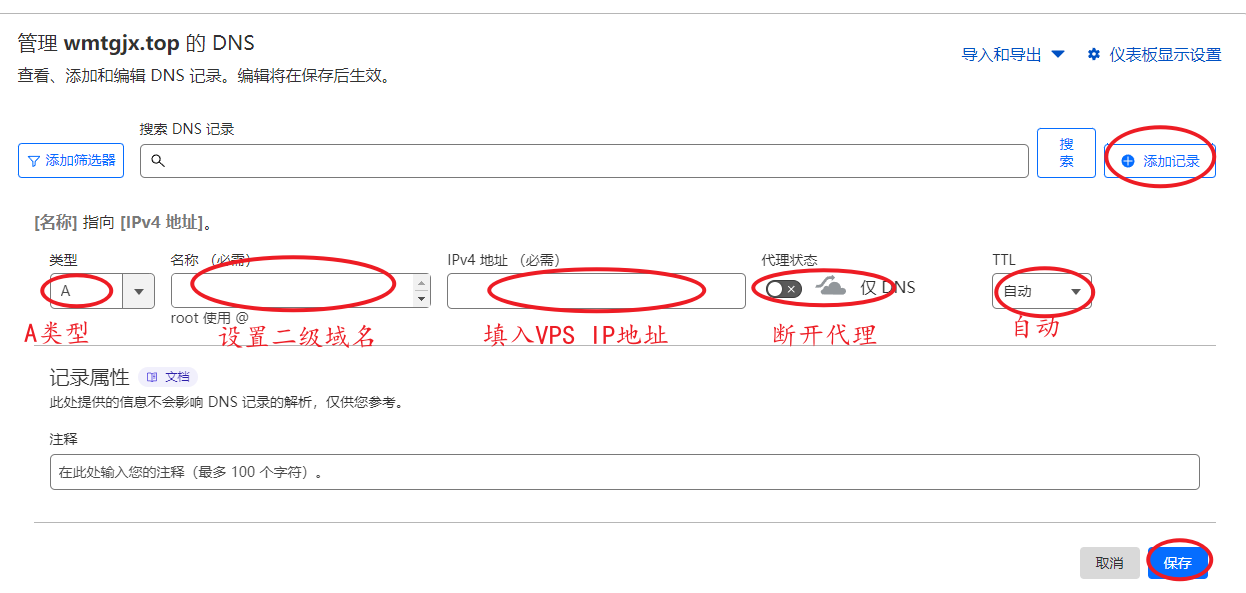 管理 wmtgjx.top 的 DNS
导入和导出
仪表板显示设置
查看、添加和编辑 DNS 记录。编辑将在保存后生效。
搜索 DNS 记录
添加筛选器
搜
索
添加记录
[名称] 指向 [IPv4 地址]。
类型
名称 （必需）
IPv4 地址 （必需）
代理状态
TTL
A
仅 DNS
自动
root 使用 @
A类型
设置二级域名
填入VPS IP地址
断开代理
自动
记录属性
文档
此处提供的信息不会影响 DNS 记录的解析，仅供您参考。
注释
在此处输入您的注释（最多 100 个字符）。
取消
保存